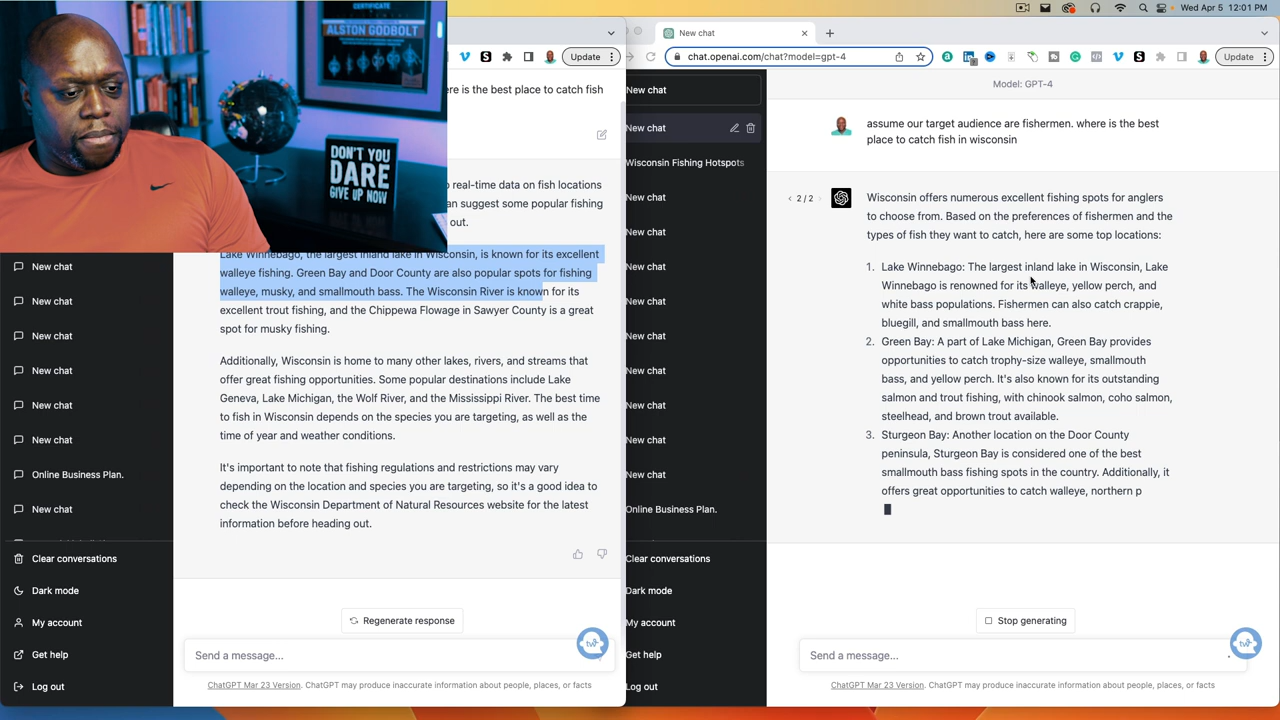 Wed Apr 5 12:01 PM
ALSTON GODBOLT
DON'T YOU
DARE
GIVE UP NOW
Update
ere is the best place to catch fish
o real-time data on fish locations
an suggest some popular fishing
out.
Lake Winnebago, the largest inland lake in Wisconsin, is known for its excellent
walleye fishing. Green Bay and Door County are also popular spots for fishing
walleye, musky, and smallmouth bass. The Wisconsin River is known for its
excellent trout fishing, and the Chippewa Flowage in Sawyer County is a great
spot for musky fishing.
Additionally, Wisconsin is home to many other lakes, rivers, and streams that
offer great fishing opportunities. Some popular destinations include Lake
Geneva, Lake Michigan, the Wolf River, and the Mississippi River. The best time
to fish in Wisconsin depends on the species you are targeting, as well as the
time of year and weather conditions.
It's important to note that fishing regulations and restrictions may vary
depending on the location and species you are targeting, so it's a good idea to
check the Wisconsin Department of Natural Resources website for the latest
information before heading out.
New chat
New chat
New chat
New chat
New chat
New chat
Online Business Plan.
New chat
Clear conversations
Dark mode
My account
Get help
Log out
Regenerate response
Send a message...
ChatGPT Mar 23 Version. ChatGPT may produce inaccurate information about people, places, or facts
New chat
chat.openai.com/chat?model=gpt-4
Update
New chat
New chat
Wisconsin Fishing Hotspots
New chat
New chat
New chat
New chat
New chat
New chat
New chat
New chat
New chat
Online Business Plan.
Clear conversations
Dark mode
My account
Get help
Log out
Model: GPT-4
assume our target audience are fishermen. where is the best
place to catch fish in wisconsin
2 / 2
Wisconsin offers numerous excellent fishing spots for anglers
to choose from. Based on the preferences of fishermen and the
types of fish they want to catch, here are some top locations:
1. Lake Winnebago: The largest inland lake in Wisconsin, Lake
Winnebago is renowned for its walleye, yellow perch, and
white bass populations. Fishermen can also catch crappie,
bluegill, and smallmouth bass here.
2. Green Bay: A part of Lake Michigan, Green Bay provides
opportunities to catch trophy-size walleye, smallmouth
bass, and yellow perch. It's also known for its outstanding
salmon and trout fishing, with chinook salmon, coho salmon,
steelhead, and brown trout available.
3. Sturgeon Bay: Another location on the Door County
peninsula, Sturgeon Bay is considered one of the best
smallmouth bass fishing spots in the country. Additionally, it
offers great opportunities to catch walleye, northern p
Stop generating
Send a message...
ChatGPT Mar 23 Version. ChatGPT may produce inaccurate information about people, places, or facts